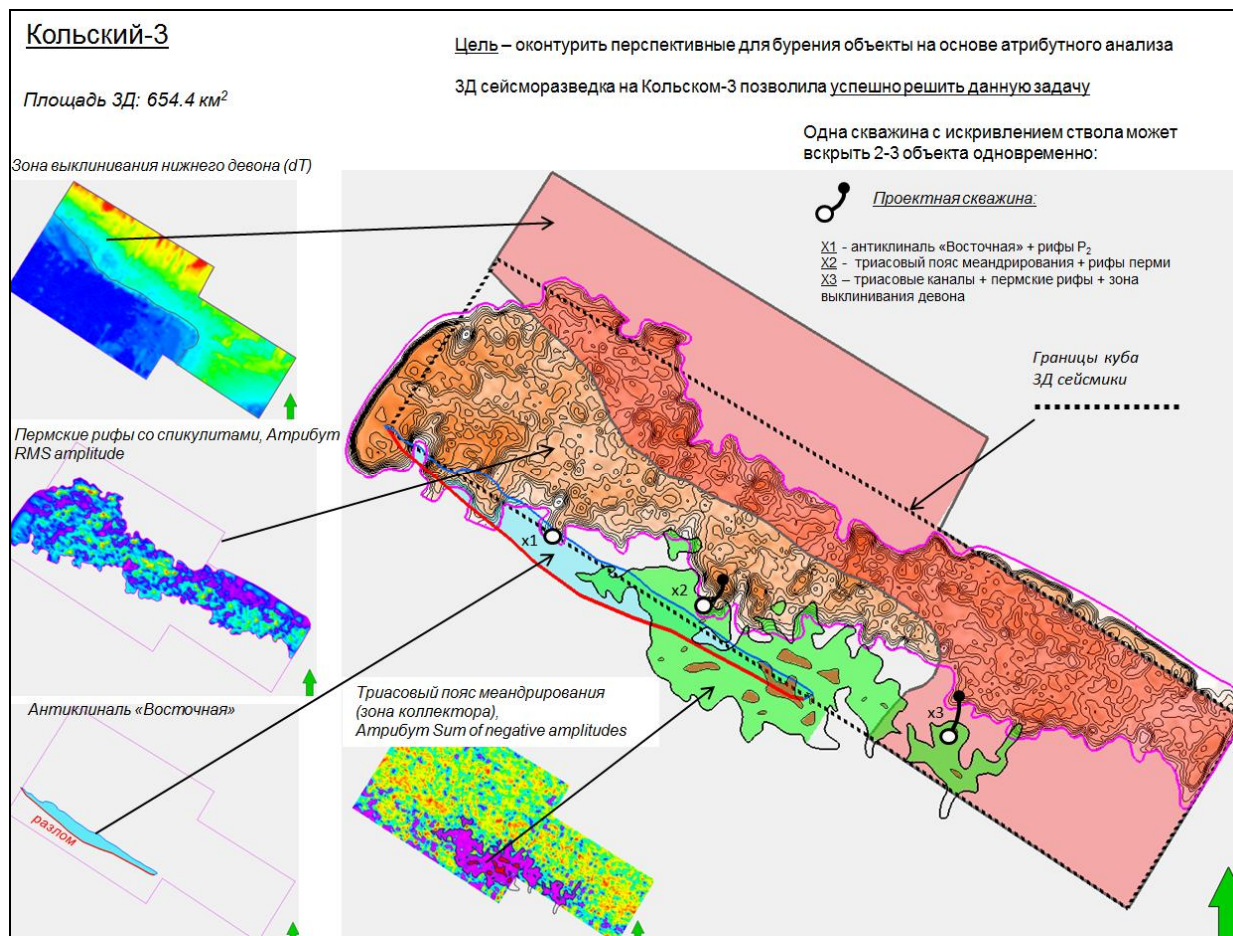 Кольский-3
Цель – оконтурить перспективные для бурения объекты на основе атрибутного анализа
Площадь 3Д: 654.4 км²
3Д сейсморазведка на Кольском-3 позволила успешно решить данную задачу
Одна скважина с искривлением ствола может
вскрыть 2-3 объекта одновременно:
Зона выклинивания нижнего девона (dT)
Проектная скважина:
X1 - антиклиналь «Восточная» + рифы P₂
X2 - триасовый пояс меандрирования + рифы перми
X3 – триасовые каналы + пермские рифы + зона
выклинивания девона
Границы куба
3Д сейсмики
Пермские рифы со спикулитами, Атрибут
RMS amplitude
x1
x2
x3
Антиклиналь «Восточная»
разлом
Триасовый пояс меандрирования
(зона коллектора),
Атрибут Sum of negative amplitudes